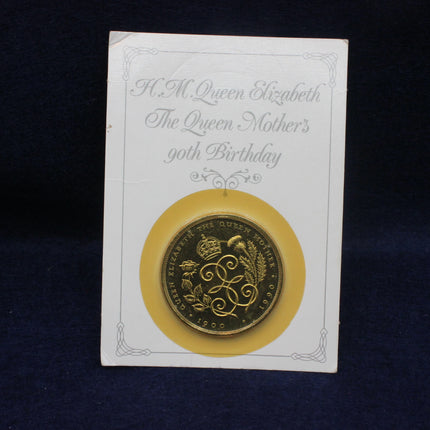 H.M. Queen Elizabeth
The Queen Mother's
90th Birthday
QUEEN ELIZABETH THE QUEEN MOTHER
· 1900 · 1990